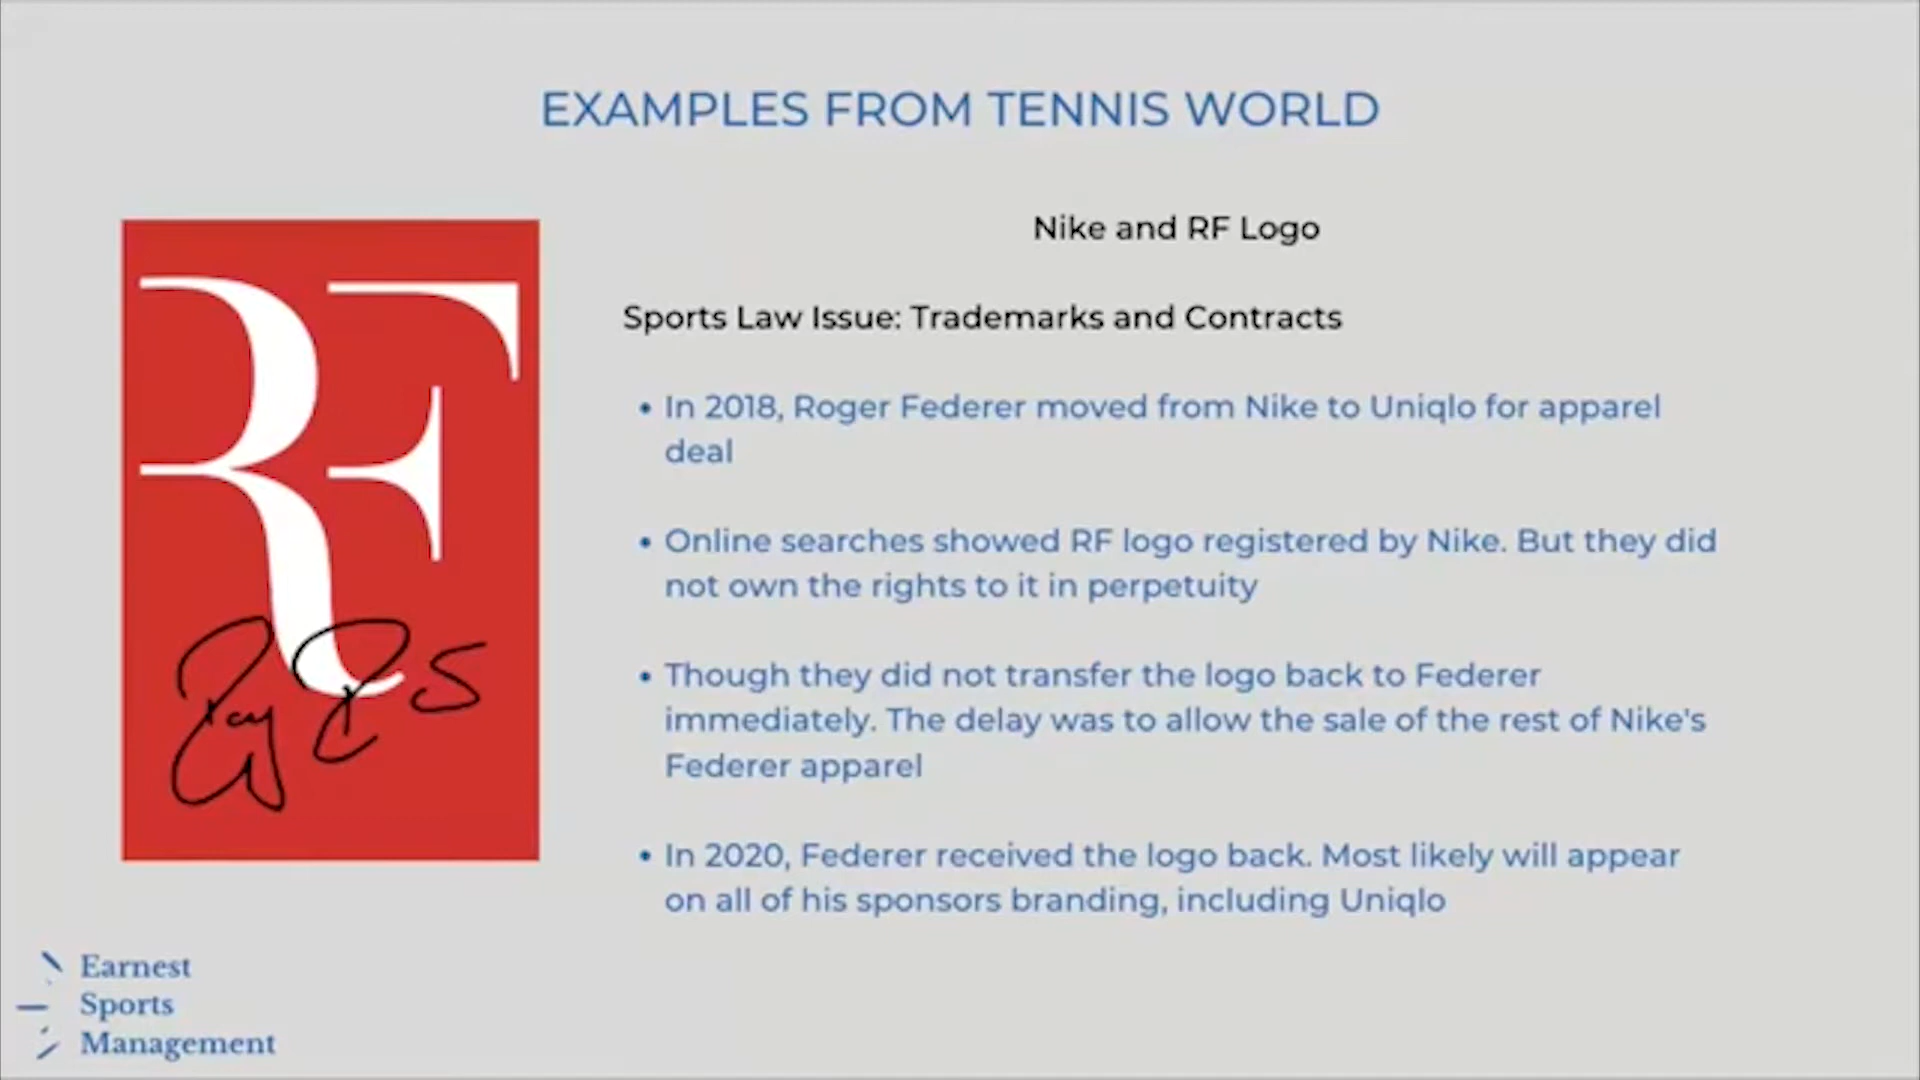 EXAMPLES FROM TENNIS WORLD
RF
Nike and RF Logo
Sports Law Issue: Trademarks and Contracts
• In 2018, Roger Federer moved from Nike to Uniqlo for apparel
deal
• Online searches showed RF logo registered by Nike. But they did
not own the rights to it in perpetuity
• Though they did not transfer the logo back to Federer
immediately. The delay was to allow the sale of the rest of Nike's
Federer apparel
• In 2020, Federer received the logo back. Most likely will appear
on all of his sponsors branding, including Uniqlo
Earnest
Sports
Management